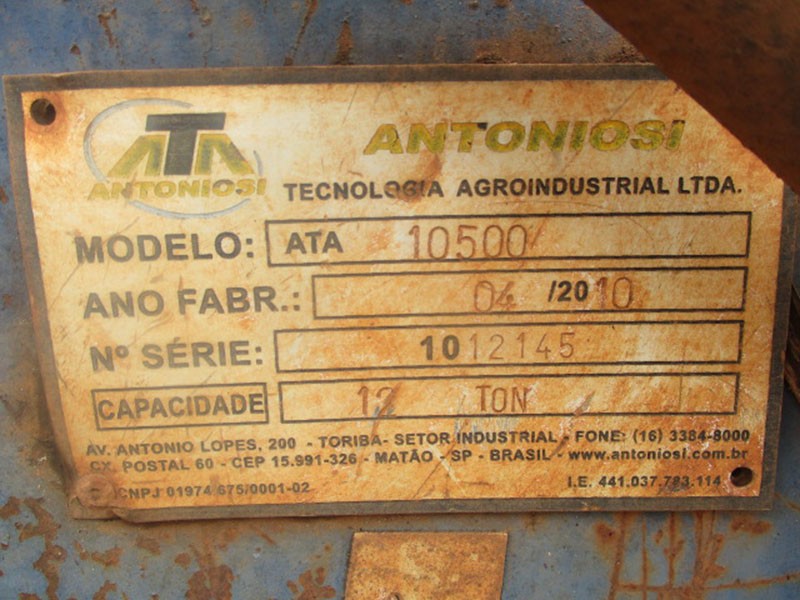 ATA
ANTONIOSI
ANTONIOSI
TECNOLOGIA AGROINDUSTRIAL LTDA.
MODELO: ATA 10500
ANO FABR.: 04 /2010
Nº SÉRIE: 1012145
CAPACIDADE 12 TON
AV. ANTONIO LOPES, 200 - TORIBA- SETOR INDUSTRIAL - FONE: (16) 3384-8000
CX. POSTAL 60 - CEP 15.991-326 - MATÃO - SP - BRASIL - www.antoniosi.com.br
CNPJ 01974.675/0001-02 I.E. 441.037.783.114